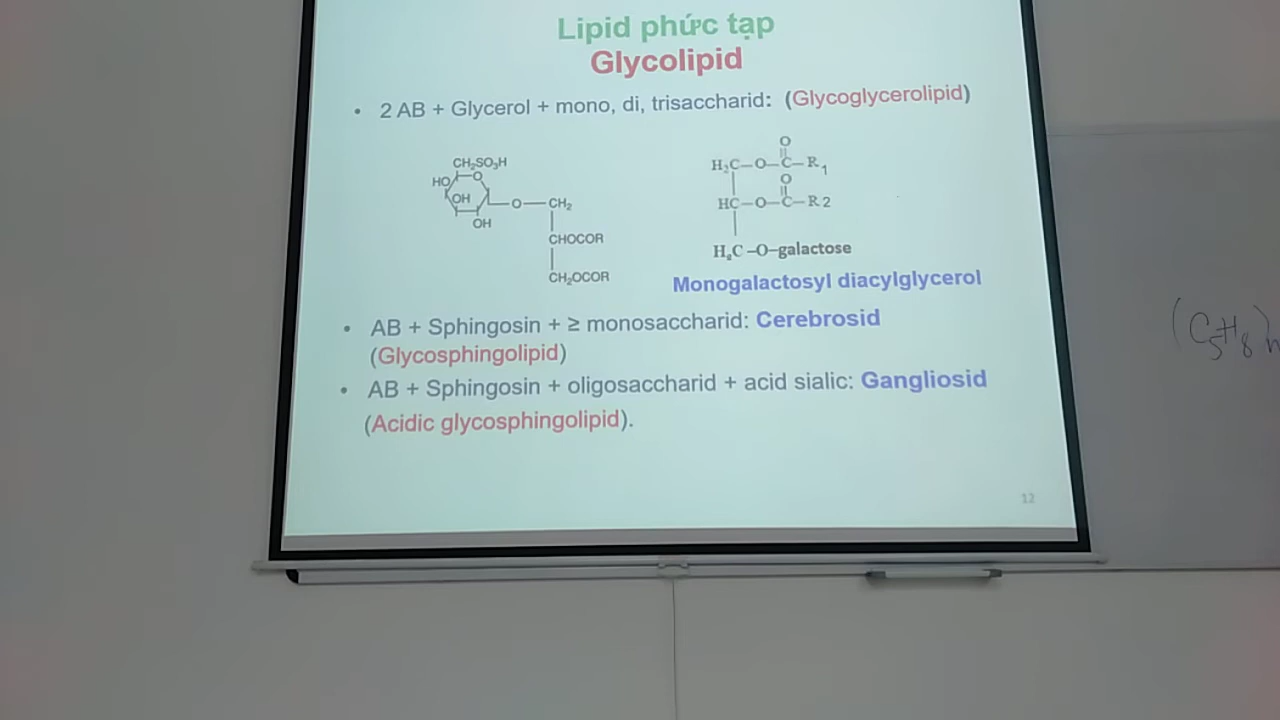 Lipid phức tạp
Glycolipid
• 2 AB + Glycerol + mono, di, trisaccharid: (Glycoglycerolipid)
CH₂SO₃H
HO
O
OH
OH
O—CH₂
CHOCOR
CH₂OCOR
O
H₂C—O—C—R₁
O
HC—O—C—R2
H₂C—O—galactose
Monogalactosyl diacylglycerol
• AB + Sphingosin + ≥ monosaccharid: Cerebrosid
(Glycosphingolipid)
• AB + Sphingosin + oligosaccharid + acid sialic: Gangliosid
(Acidic glycosphingolipid).
12
(C₅H₈)n